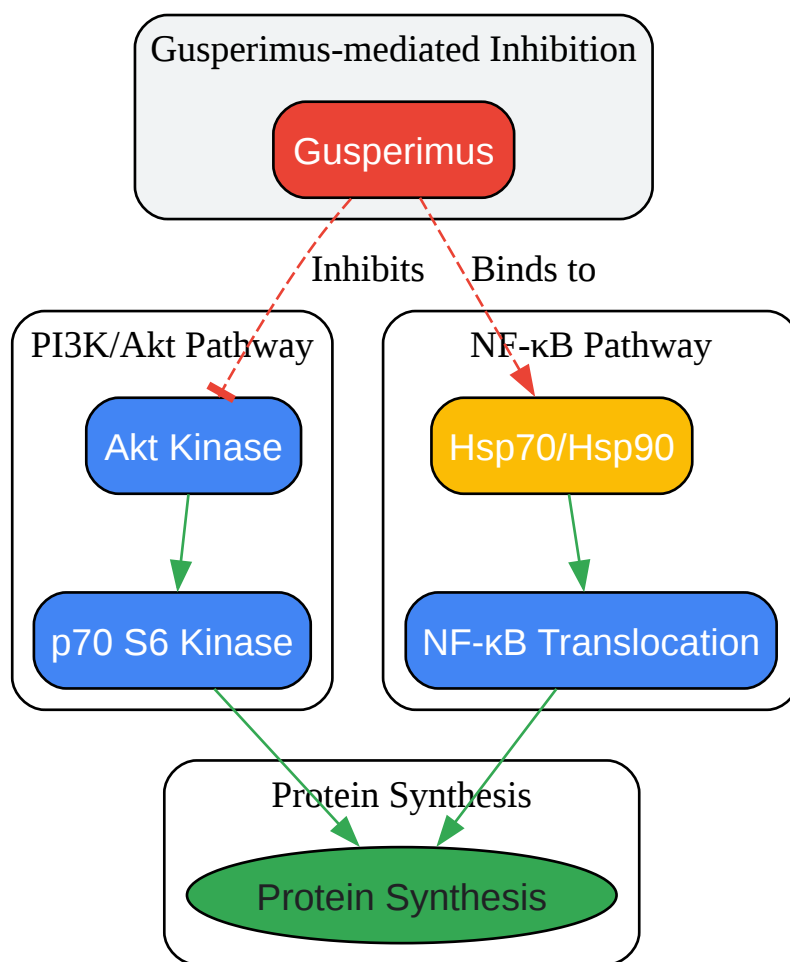 Gusperimus-mediated Inhibition
Gusperimus
Inhibits
Binds to
PI3K/Akt Pathway
NF-κB Pathway
Akt Kinase
Hsp70/Hsp90
p70 S6 Kinase
NF-κB Translocation
Protein Synthesis
Protein Synthesis